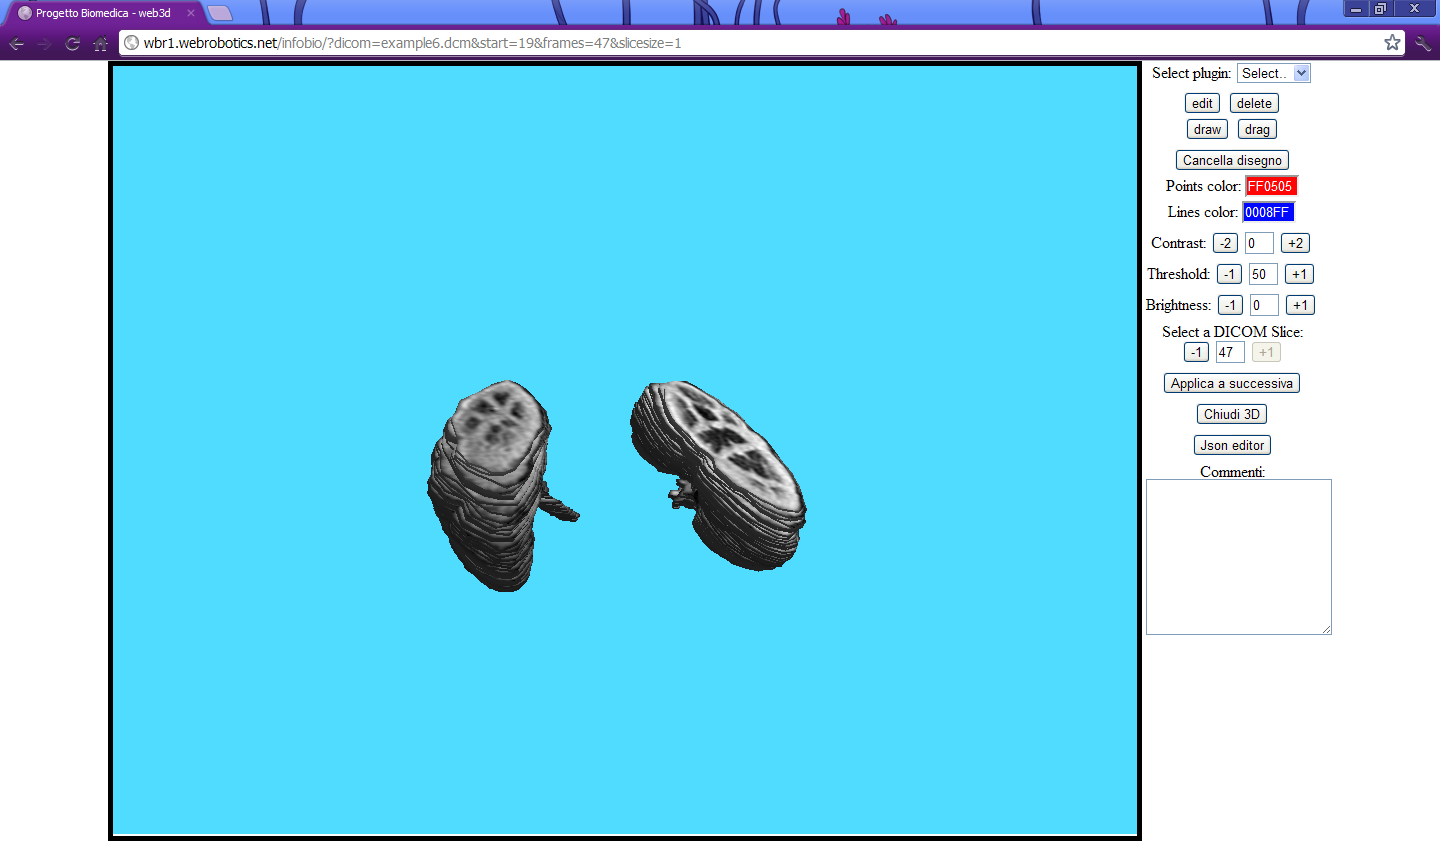 Progetto Biomedica - web3d
wbr1.webrobotics.net/infobio/?dicom=example6.dcm&start=19&frames=47&slicesize=1
Select plugin: Select..
edit delete
draw drag
Cancella disegno
Points color: FF0505
Lines color: 0008FF
Contrast: -2 0 +2
Threshold: -1 50 +1
Brightness: -1 0 +1
Select a DICOM Slice:
-1 47 +1
Applica a successiva
Chiudi 3D
Json editor
Commenti: